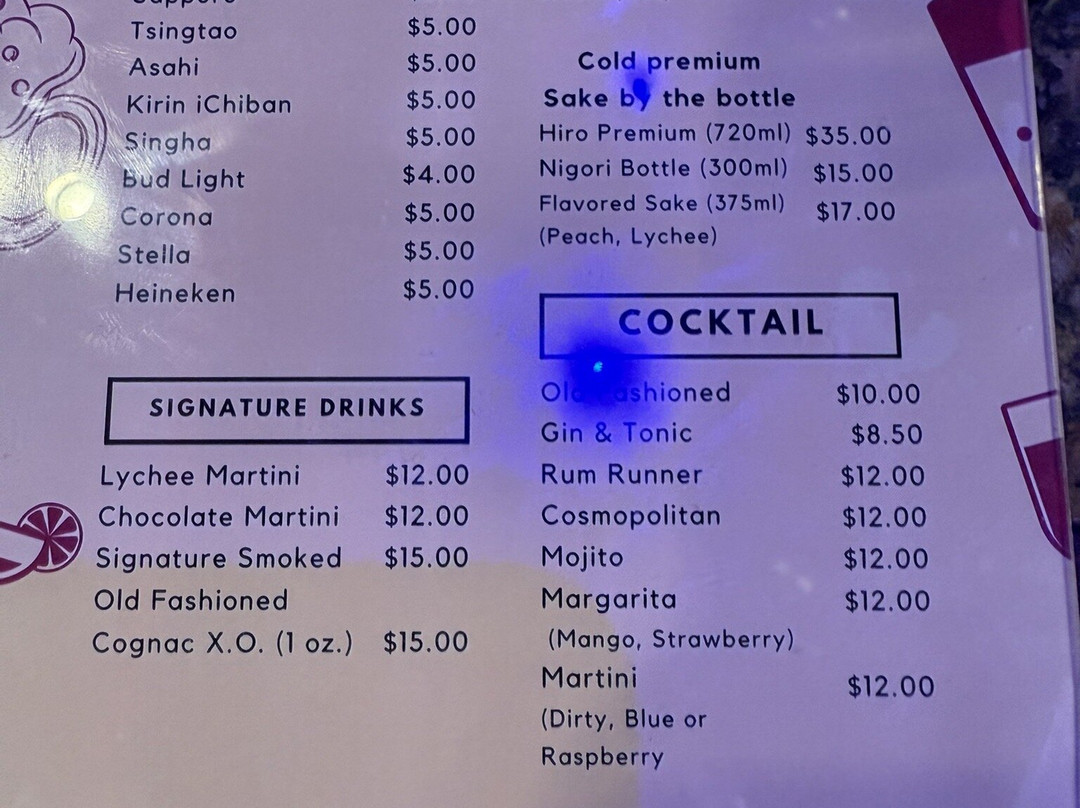 Tsingtao $5.00
Asahi $5.00
Kirin iChiban $5.00
Singha $5.00
Bud Light $4.00
Corona $5.00
Stella $5.00
Heineken $5.00
SIGNATURE DRINKS
Lychee Martini $12.00
Chocolate Martini $12.00
Signature Smoked $15.00
Old Fashioned
Cognac X.O. (1 oz.) $15.00
Cold premium
Sake by the bottle
Hiro Premium (720ml) $35.00
Nigori Bottle (300ml) $15.00
Flavored Sake (375ml) $17.00
(Peach, Lychee)
COCKTAIL
Old Fashioned $10.00
Gin & Tonic $8.50
Rum Runner $12.00
Cosmopolitan $12.00
Mojito $12.00
Margarita $12.00
(Mango, Strawberry)
Martini $12.00
(Dirty, Blue or
Raspberry